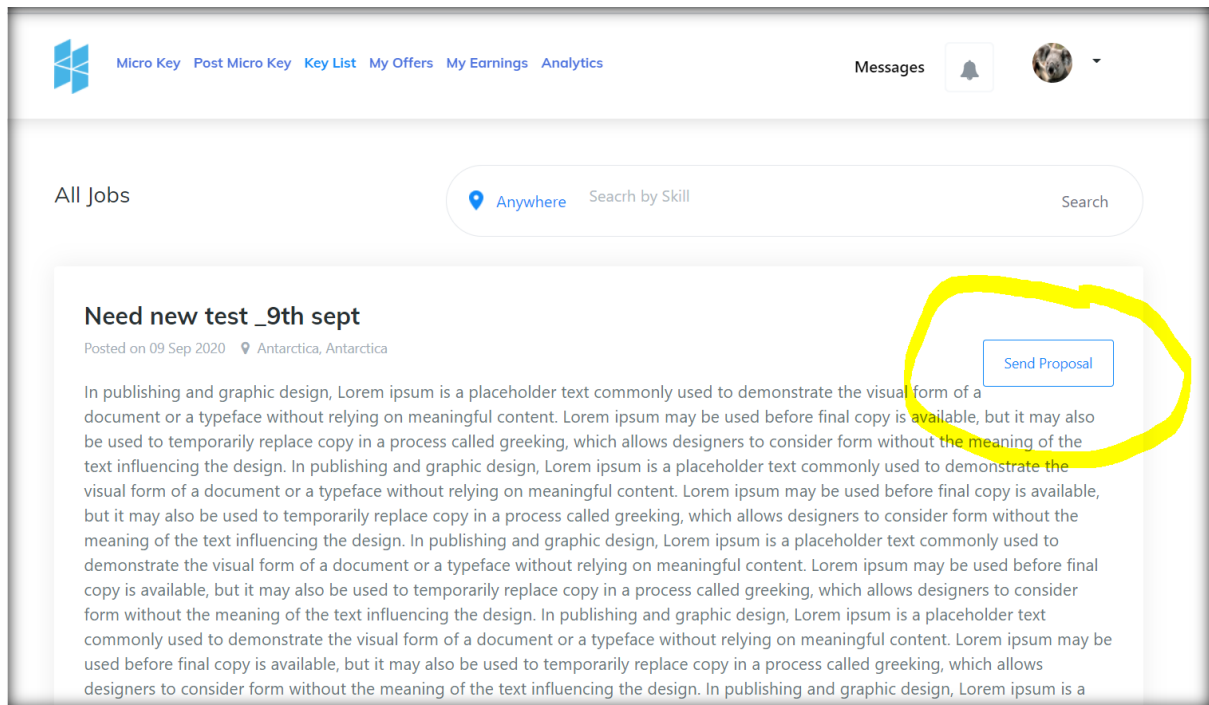 Micro Key Post Micro Key Key List My Offers My Earnings Analytics
Messages
All Jobs
Anywhere Seacrh by Skill Search
Need new test _9th sept
Posted on 09 Sep 2020 Antarctica, Antarctica
Send Proposal
In publishing and graphic design, Lorem ipsum is a placeholder text commonly used to demonstrate the visual form of a
document or a typeface without relying on meaningful content. Lorem ipsum may be used before final copy is available, but it may also
be used to temporarily replace copy in a process called greeking, which allows designers to consider form without the meaning of the
text influencing the design. In publishing and graphic design, Lorem ipsum is a placeholder text commonly used to demonstrate the
visual form of a document or a typeface without relying on meaningful content. Lorem ipsum may be used before final copy is available,
but it may also be used to temporarily replace copy in a process called greeking, which allows designers to consider form without the
meaning of the text influencing the design. In publishing and graphic design, Lorem ipsum is a placeholder text commonly used to
demonstrate the visual form of a document or a typeface without relying on meaningful content. Lorem ipsum may be used before final
copy is available, but it may also be used to temporarily replace copy in a process called greeking, which allows designers to consider
form without the meaning of the text influencing the design. In publishing and graphic design, Lorem ipsum is a placeholder text
commonly used to demonstrate the visual form of a document or a typeface without relying on meaningful content. Lorem ipsum may be
used before final copy is available, but it may also be used to temporarily replace copy in a process called greeking, which allows
designers to consider form without the meaning of the text influencing the design. In publishing and graphic design, Lorem ipsum is a